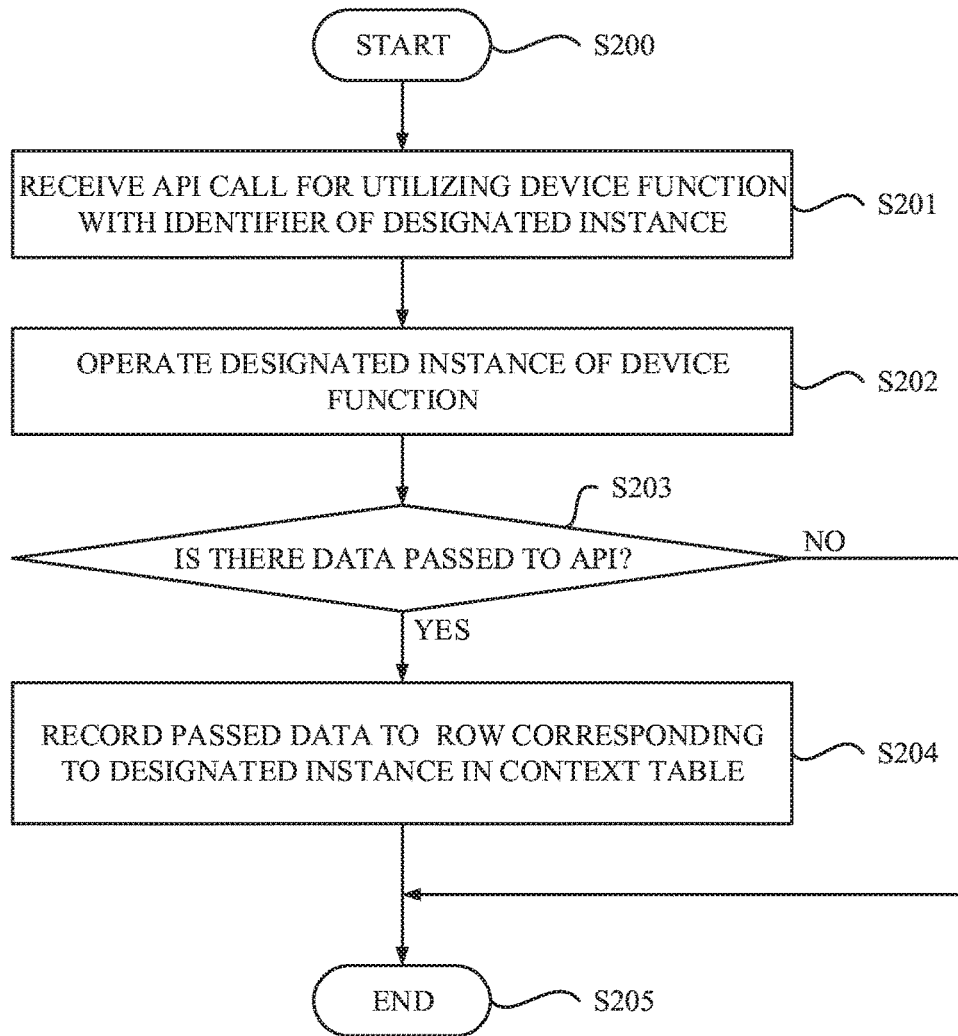 START
S200
RECEIVE API CALL FOR UTILIZING DEVICE FUNCTION
WITH IDENTIFIER OF DESIGNATED INSTANCE
S201
OPERATE DESIGNATED INSTANCE OF DEVICE
FUNCTION
S202
S203
IS THERE DATA PASSED TO API?
NO
YES
RECORD PASSED DATA TO ROW CORRESPONDING
TO DESIGNATED INSTANCE IN CONTEXT TABLE
S204
END
S205